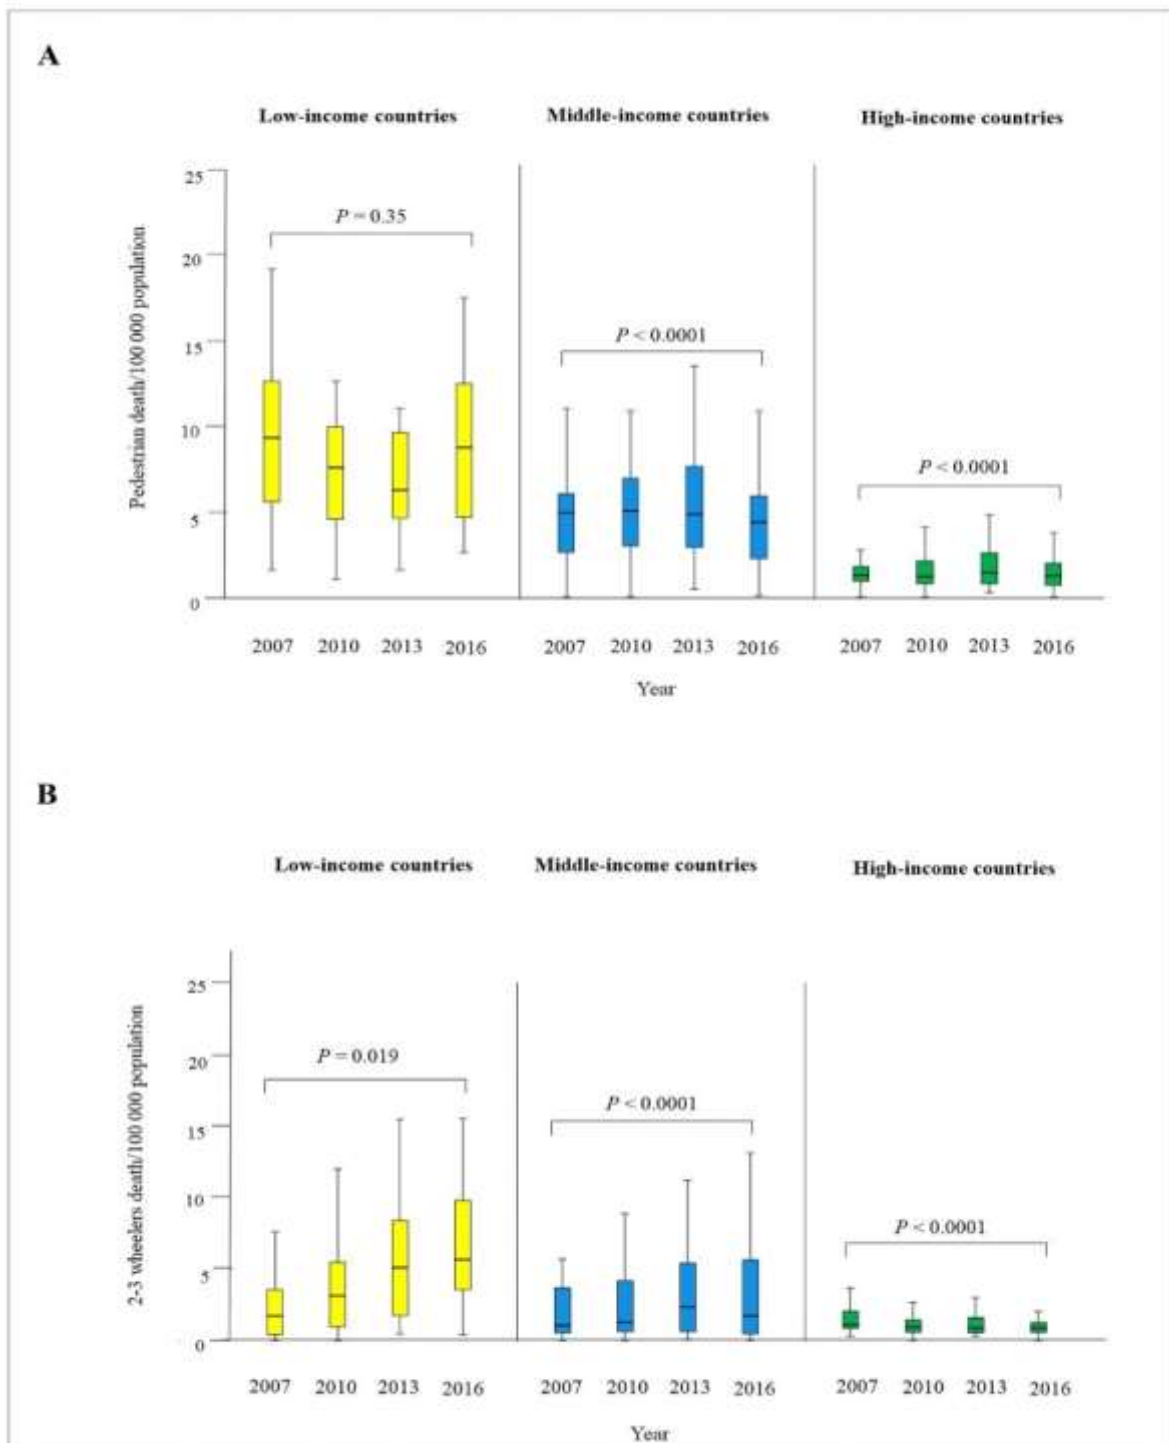 A
Low-income countries
Middle-income countries
High-income countries
Pedestrian death/100 000 population
25
20
15
10
5
0
P = 0.35
P < 0.0001
P < 0.0001
2007 2010 2013 2016
2007 2010 2013 2016
2007 2010 2013 2016
Year
B
Low-income countries
Middle-income countries
High-income countries
2-3 wheelers death/100 000 population
25
20
15
10
5
0
P = 0.019
P < 0.0001
P < 0.0001
2007 2010 2013 2016
2007 2010 2013 2016
2007 2010 2013 2016
Year